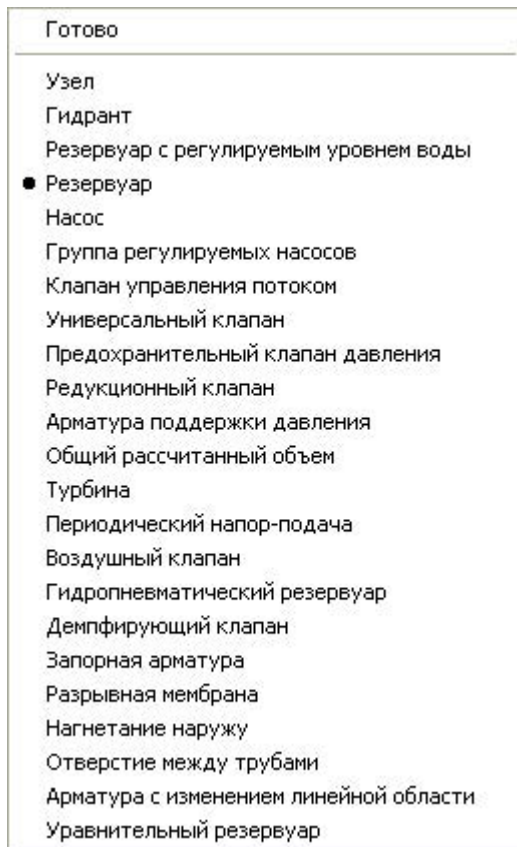 Готово
Узел
Гидрант
Резервуар с регулируемым уровнем воды
Резервуар
Насос
Группа регулируемых насосов
Клапан управления потоком
Универсальный клапан
Предохранительный клапан давления
Редукционный клапан
Арматура поддержки давления
Общий рассчитанный объем
Турбина
Периодический напор-подача
Воздушный клапан
Гидропневматический резервуар
Демпфирующий клапан
Запорная арматура
Разрывная мембрана
Нагнетание наружу
Отверстие между трубами
Арматура с изменением линейной области
Уравнительный резервуар